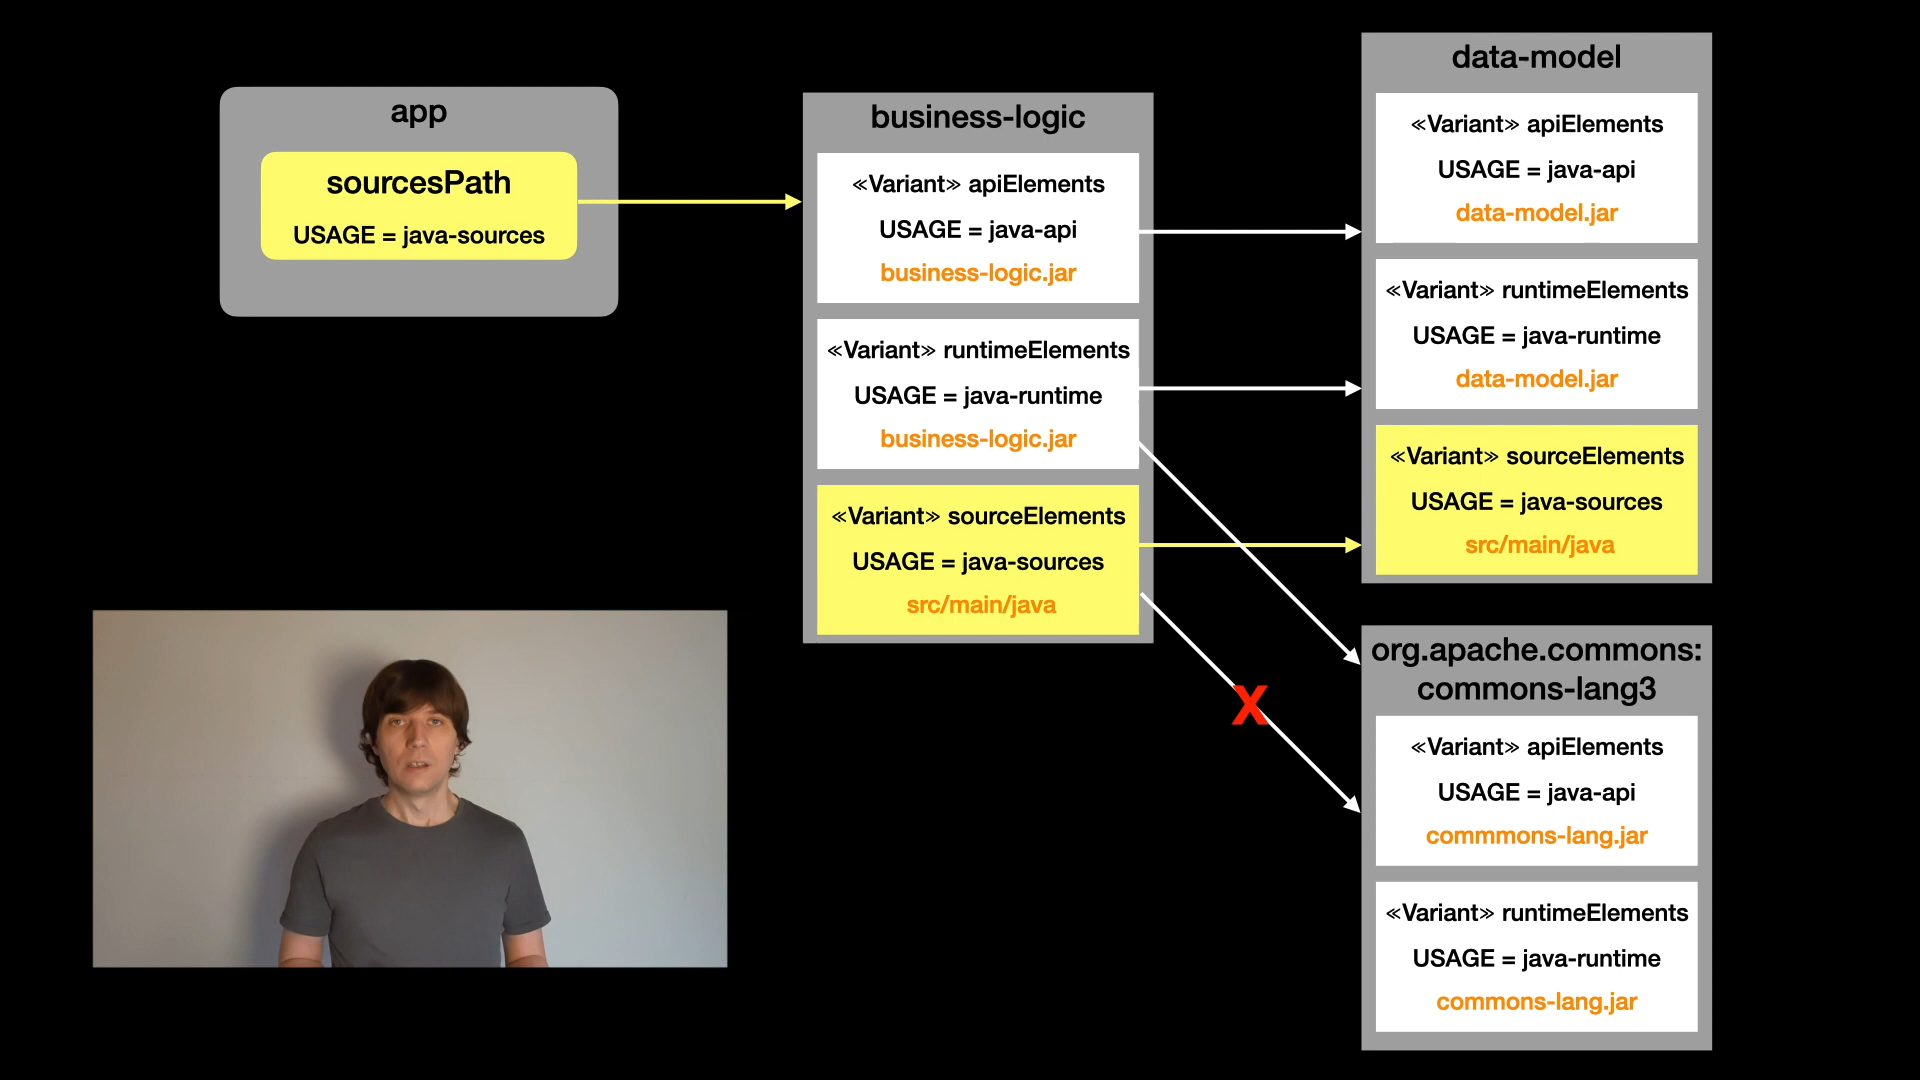 app
sourcesPath
USAGE = java-sources
business-logic
«Variant» apiElements
USAGE = java-api
business-logic.jar
«Variant» runtimeElements
USAGE = java-runtime
business-logic.jar
«Variant» sourceElements
USAGE = java-sources
src/main/java
X
data-model
«Variant» apiElements
USAGE = java-api
data-model.jar
«Variant» runtimeElements
USAGE = java-runtime
data-model.jar
«Variant» sourceElements
USAGE = java-sources
src/main/java
org.apache.commons:
commons-lang3
«Variant» apiElements
USAGE = java-api
commmons-lang.jar
«Variant» runtimeElements
USAGE = java-runtime
commons-lang.jar